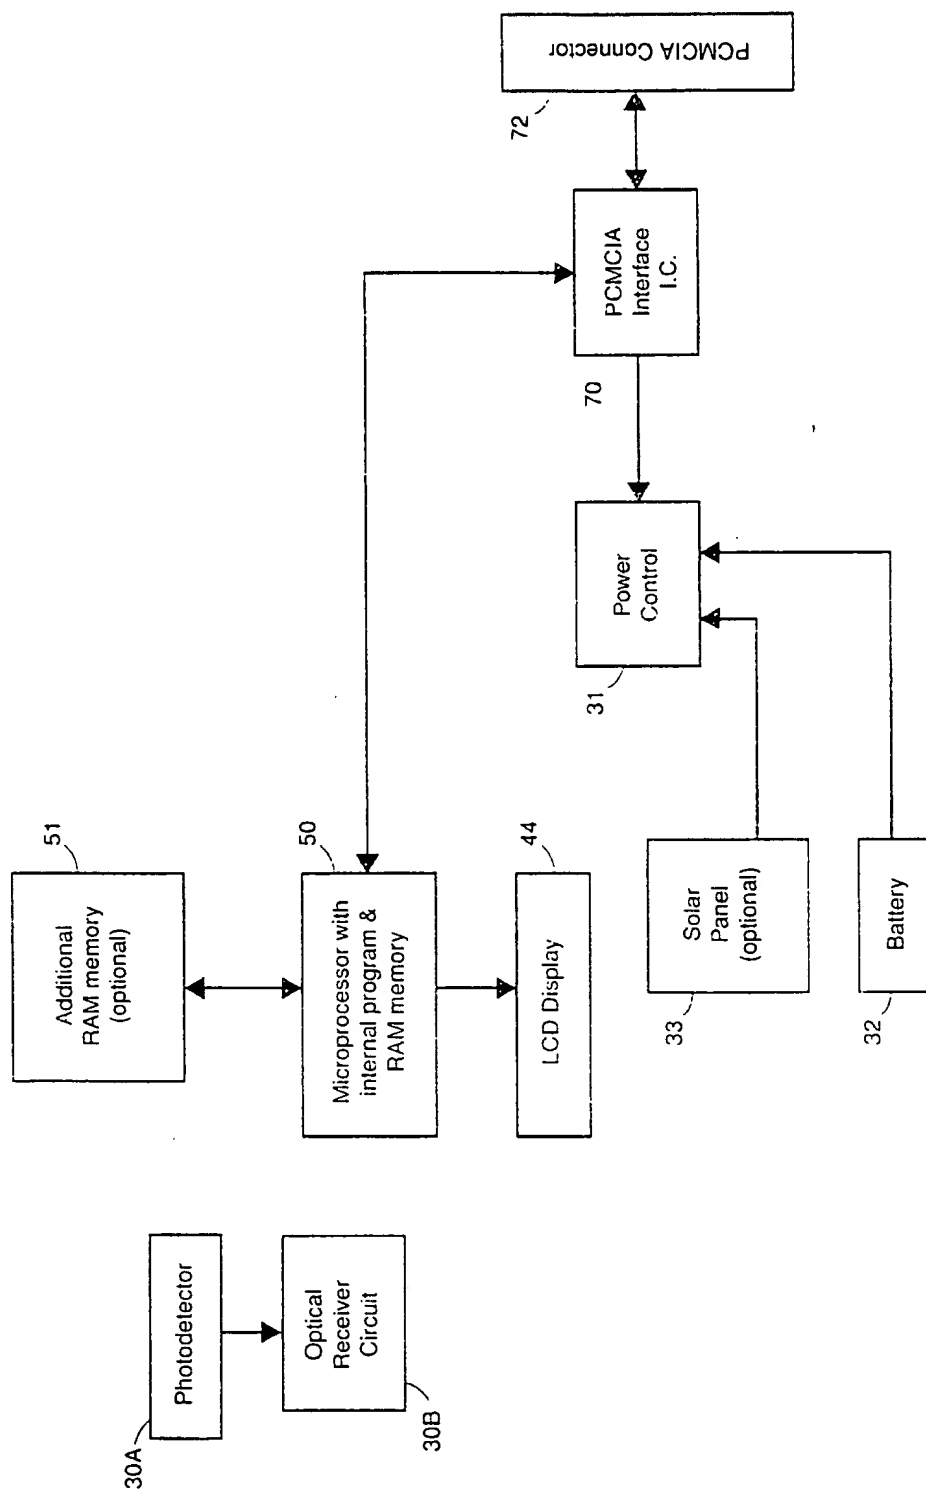 30A
Photodetector
Optical
Receiver
Circuit
30B
51
Additional
RAM memory
(optional)
50
Microprocessor with
internal program &
RAM memory
44
LCD Display
33
Solar
Panel
(optional)
32
Battery
31
Power
Control
70
PCMCIA
Interface
I.C.
72
PCMCIA Connector